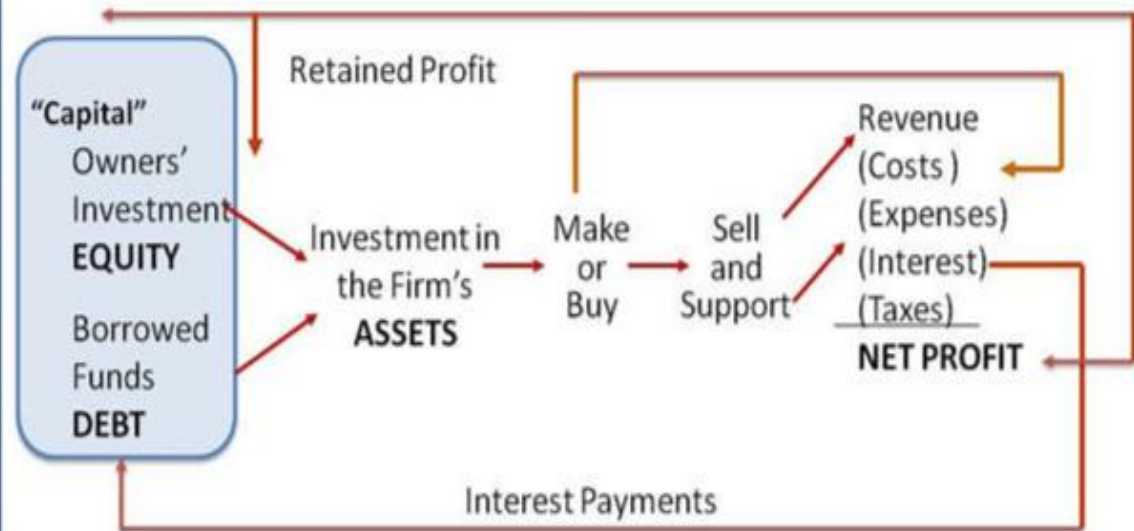 Retained Profit
“Capital”
Owners’
Investment
EQUITY
Borrowed
Funds
DEBT
Investment in
the Firm’s
ASSETS
Make
or
Buy
Sell
and
Support
Revenue
(Costs )
(Expenses)
(Interest)
(Taxes)
NET PROFIT
Interest Payments